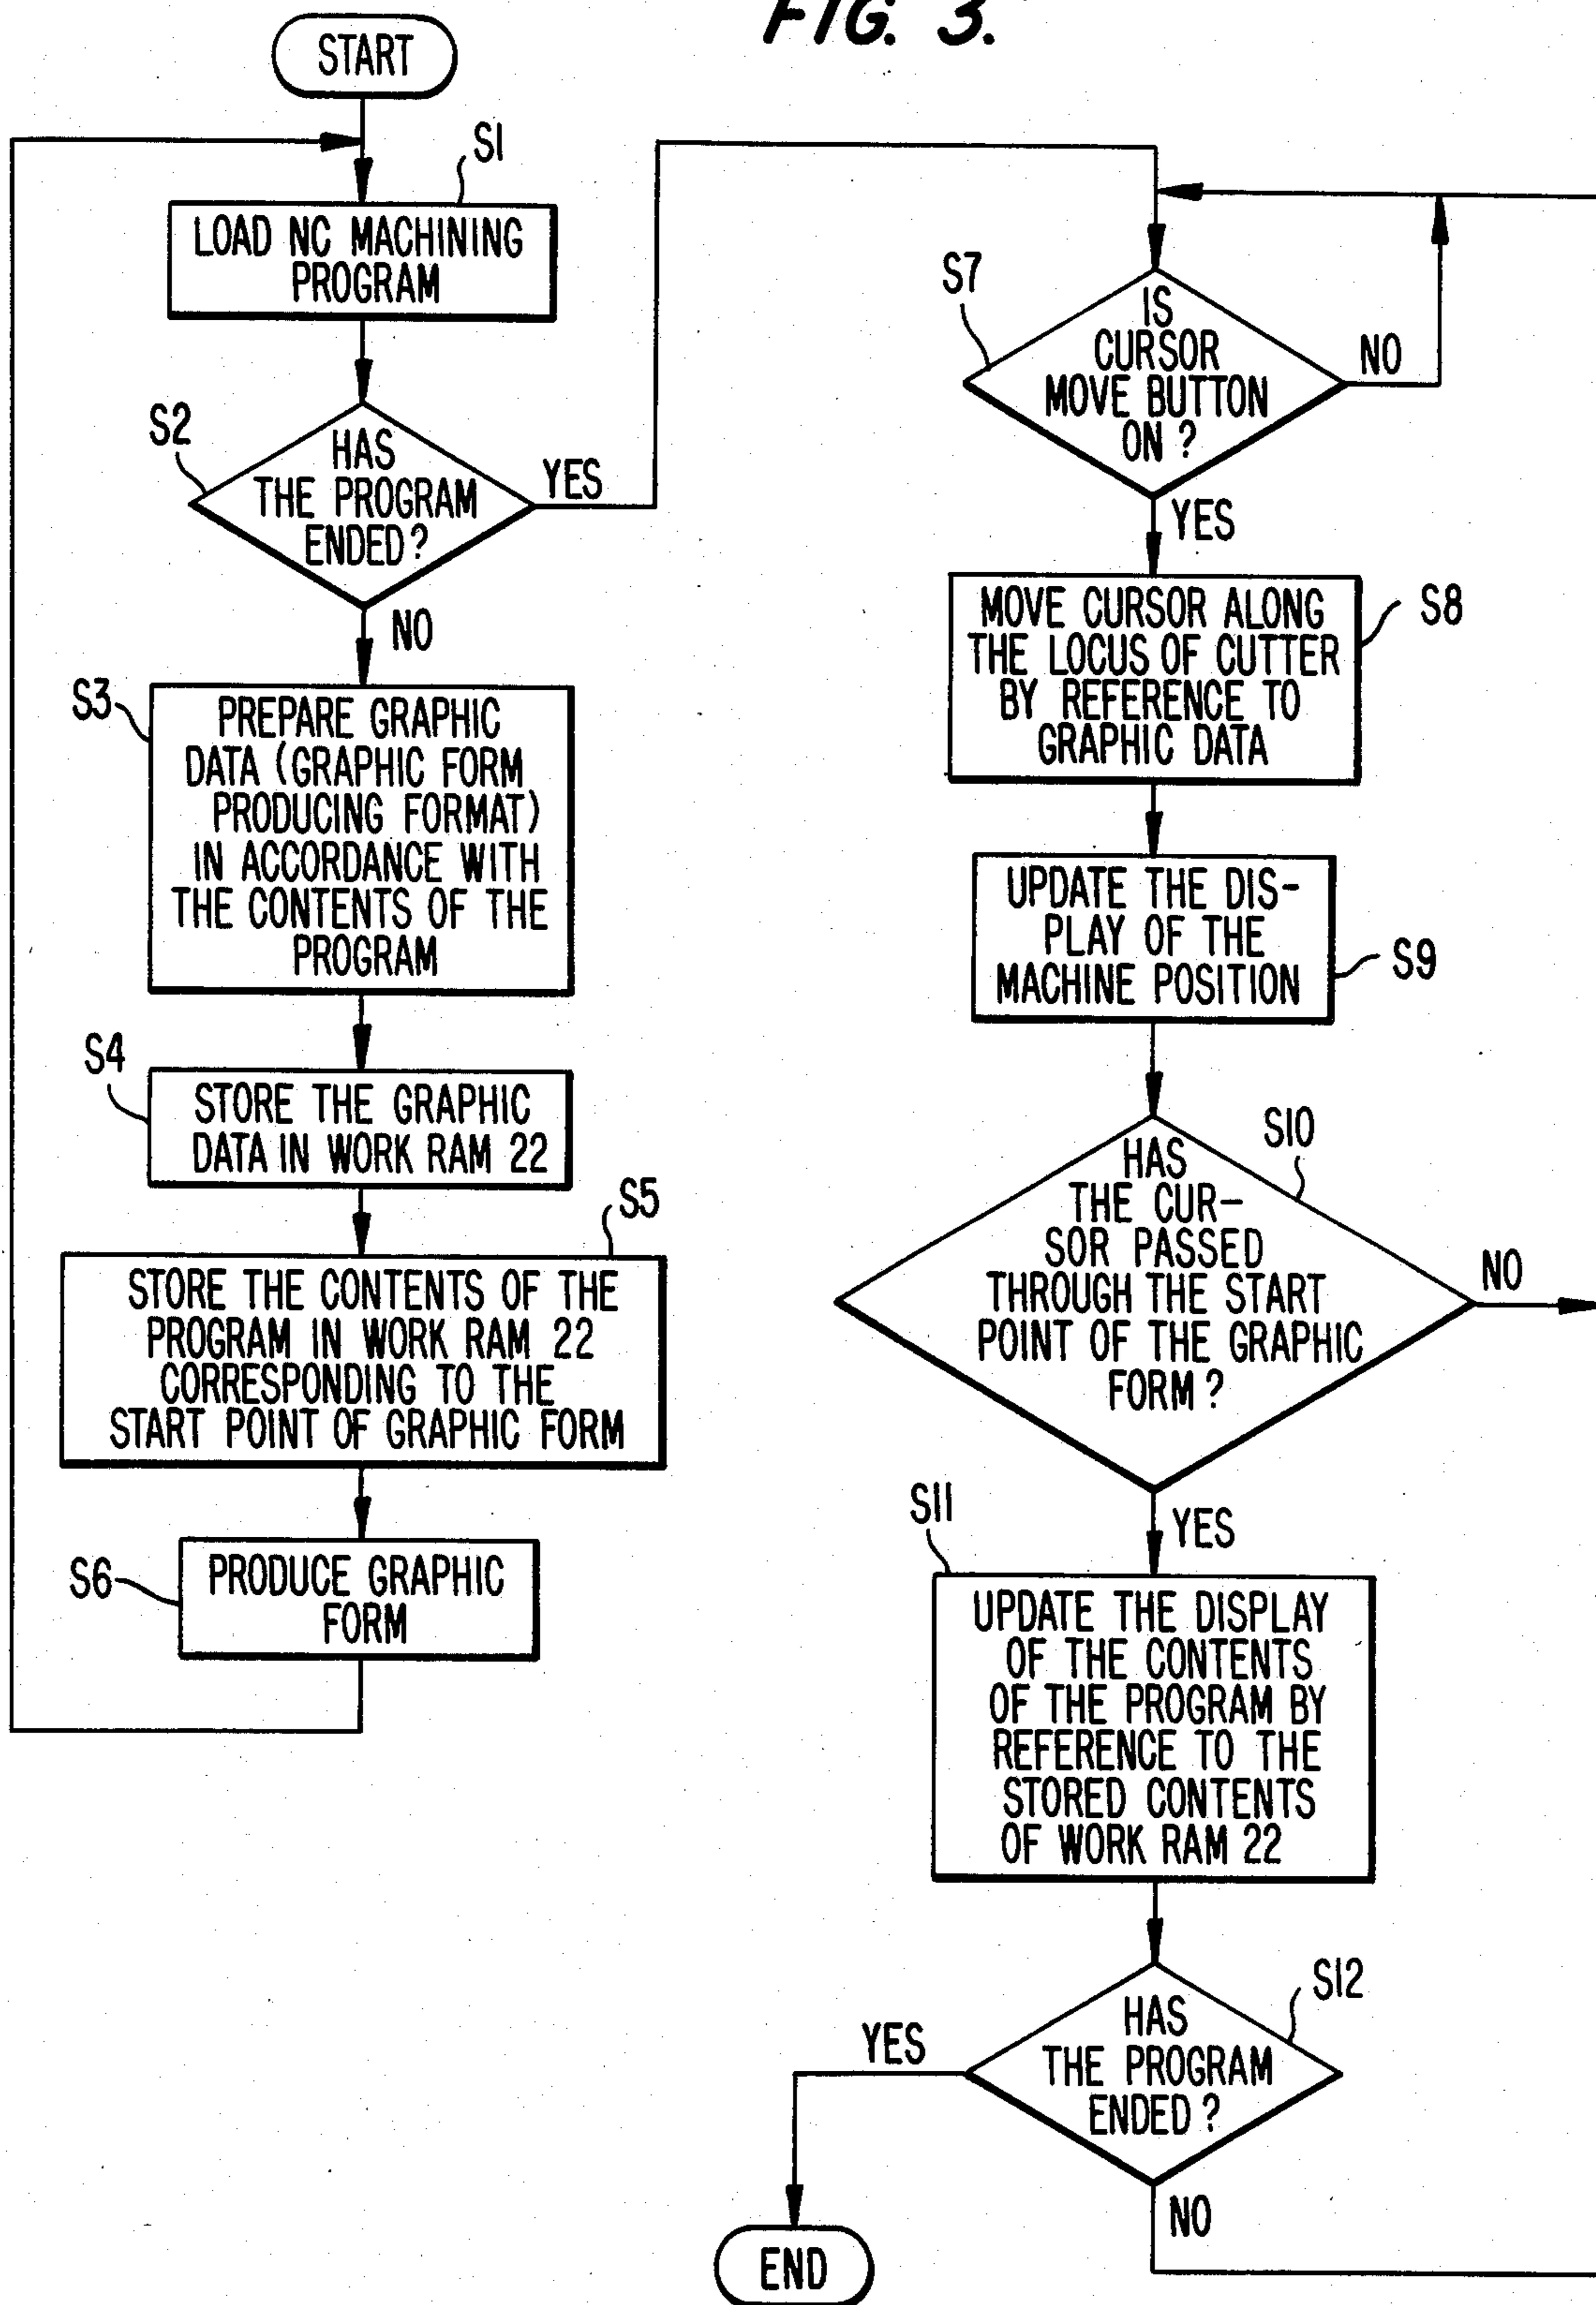 FIG. 3.
START
S1
LOAD NC MACHINING
PROGRAM
S2
HAS
THE PROGRAM
ENDED?
YES
NO
S3
PREPARE GRAPHIC
DATA (GRAPHIC FORM
PRODUCING FORMAT)
IN ACCORDANCE WITH
THE CONTENTS OF THE
PROGRAM
S4
STORE THE GRAPHIC
DATA IN WORK RAM 22
S5
STORE THE CONTENTS OF THE
PROGRAM IN WORK RAM 22
CORRESPONDING TO THE
START POINT OF GRAPHIC FORM
S6
PRODUCE GRAPHIC
FORM
S7
IS
CURSOR
MOVE BUTTON
ON ?
NO
YES
MOVE CURSOR ALONG
THE LOCUS OF CUTTER
BY REFERENCE TO
GRAPHIC DATA
S8
UPDATE THE DIS-
PLAY OF THE
MACHINE POSITION
S9
S10
HAS
THE CUR-
SOR PASSED
THROUGH THE START
POINT OF THE GRAPHIC
FORM ?
NO
YES
S11
UPDATE THE DISPLAY
OF THE CONTENTS
OF THE PROGRAM BY
REFERENCE TO THE
STORED CONTENTS
OF WORK RAM 22
S12
HAS
THE PROGRAM
ENDED ?
YES
NO
END